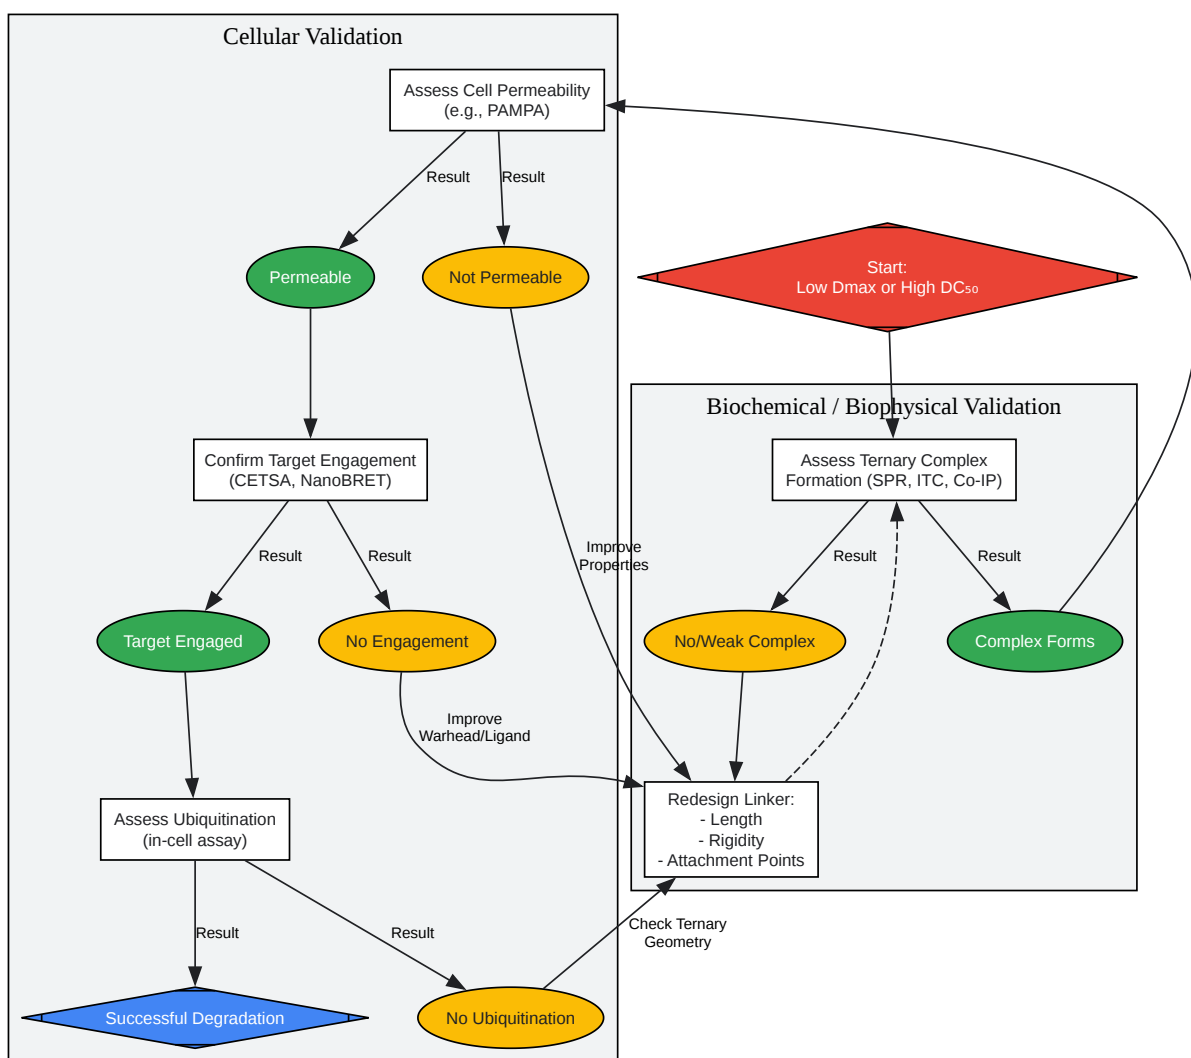 Cellular Validation
Assess Cell Permeability
(e.g., PAMPA)
Result
Result
Permeable
Not Permeable
Start:
Low Dmax or High DC₅₀
Biochemical / Biophysical Validation
Confirm Target Engagement
(CETSA, NanoBRET)
Assess Ternary Complex
Formation (SPR, ITC, Co-IP)
Result
Result
Improve
Properties
Result
Result
Target Engaged
No Engagement
No/Weak Complex
Complex Forms
Improve
Warhead/Ligand
Assess Ubiquitination
(in-cell assay)
Redesign Linker:
- Length
- Rigidity
- Attachment Points
Result
Result
Check Ternary
Geometry
Successful Degradation
No Ubiquitination